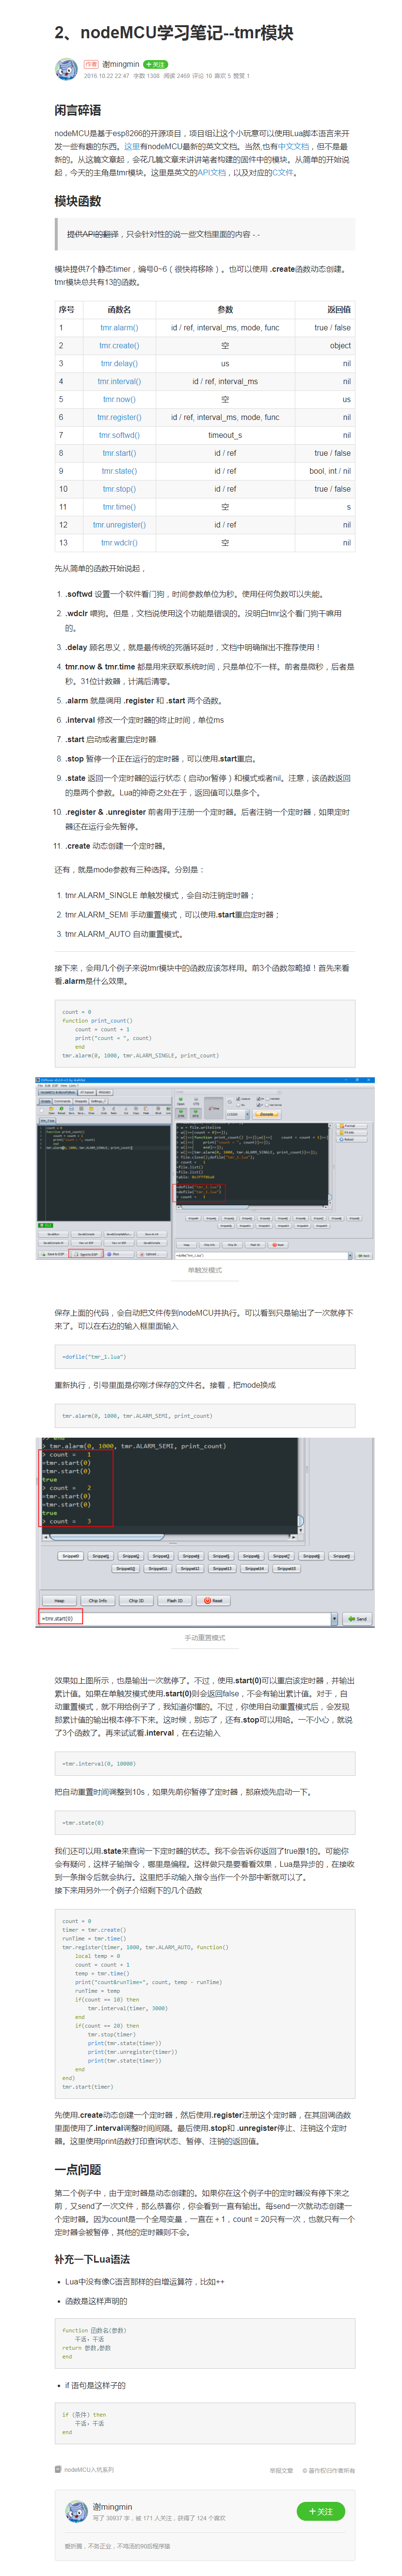 2、nodeMCU学习笔记--tmr模块
作者 谢mingmin ＋关注
2016.10.22 22:47 字数 1308 阅读 2469 评论 10 喜欢 5 赞赏 1
闲言碎语
nodeMCU是基于esp8266的开源项目，项目组让这个小玩意可以使用Lua脚本语言来开
发一些有趣的东西。这里有nodeMCU最新的英文文档。当然,也有中文文档，但不是最
新的。从这篇文章起，会花几篇文章来讲讲笔者构建的固件中的模块。从简单的开始说
起，今天的主角是tmr模块。这里是英文的API文档，以及对应的C文件。
模块函数
提供API的翻译，只会针对性的说一些文档里面的内容 -.-
模块提供7个静态timer，编号0~6（很快将移除）。也可以使用 .create函数动态创建。
tmr模块总共有13的函数。
序号 函数名 参数 返回值
1 tmr.alarm() id / ref, interval_ms, mode, func true / false
2 tmr.create() 空 object
3 tmr.delay() us nil
4 tmr.interval() id / ref, interval_ms nil
5 tmr.now() 空 us
6 tmr.register() id / ref, interval_ms, mode, func nil
7 tmr.softwd() timeout_s nil
8 tmr.start() id / ref true / false
9 tmr.state() id / ref bool, int / nil
10 tmr.stop() id / ref true / false
11 tmr.time() 空 s
12 tmr.unregister() id / ref nil
13 tmr.wdclr() 空 nil
先从简单的函数开始说起，
1. .softwd 设置一个软件看门狗，时间参数单位为秒。使用任何负数可以失能。
2. .wdclr 喂狗。但是，文档说使用这个功能是错误的。没明白tmr这个看门狗干嘛用
的。
3. .delay 顾名思义，就是最传统的死循环延时，文档中明确指出不推荐使用！
4. tmr.now & tmr.time 都是用来获取系统时间，只是单位不一样。前者是微秒，后者是
秒。31位计数器，计满后清零。
5. .alarm 就是调用 .register 和 .start 两个函数。
6. .interval 修改一个定时器的终止时间，单位ms
7. .start 启动或者重启定时器
8. .stop 暂停一个正在运行的定时器，可以使用.start重启。
9. .state 返回一个定时器的运行状态（启动or暂停）和模式或者nil。注意，该函数返回
的是两个参数。Lua的神奇之处在于，返回值可以是多个。
10. .register & .unregister 前者用于注册一个定时器。后者注销一个定时器，如果定时
器还在运行会先暂停。
11. .create 动态创建一个定时器。
还有，就是mode参数有三种选择。分别是：
1. tmr.ALARM_SINGLE 单触发模式，会自动注销定时器；
2. tmr.ALARM_SEMI 手动重置模式，可以使用.start重启定时器；
3. tmr.ALARM_AUTO 自动重置模式。
接下来，会用几个例子来说tmr模块中的函数应该怎样用。前3个函数忽略掉！首先来看
看.alarm是什么效果。
count = 0
function print_count()
count = count + 1
print("count = ", count)
end
tmr.alarm(0, 1000, tmr.ALARM_SINGLE, print_count)
单触发模式
保存上面的代码，会自动把文件传到nodeMCU并执行。可以看到只是输出了一次就停下
来了。可以在右边的输入框里面输入
=dofile("tmr_1.lua")
重新执行，引号里面是你刚才保存的文件名。接着，把mode换成
tmr.alarm(0, 1000, tmr.ALARM_SEMI, print_count)
> tmr.alarm(0, 1000, tmr.ALARM_SEMI, print_count)
> count = 1
=tmr.start(0)
=tmr.start(0)
true
> count = 2
=tmr.start(0)
=tmr.start(0)
true
> count = 3
Heap Chip Info Chip ID Flash ID Reset
=tmr.start(0) Send
手动重置模式
效果如上图所示，也是输出一次就停了。不过，使用.start(0)可以重启该定时器，并输出
累计值。如果在单触发模式使用.start(0)则会返回false，不会有输出累计值。对于，自
动重置模式，就不用给例子了，我知道你懂的。不过，你使用自动重置模式后，会发现
那累计值的输出根本停不下来。这时候，别忘了，还有.stop可以用哈。一不小心，就说
了3个函数了。再来试试看.interval，在右边输入
=tmr.interval(0, 10000)
把自动重置时间调整到10s，如果先前你暂停了定时器，那麻烦先启动一下。
=tmr.state(0)
我们还可以用.state来查询一下定时器的状态。我不会告诉你返回了true跟1的。可能你
会有疑问，这样子输指令，哪里是编程。这样做只是要看看效果，Lua是异步的，在接收
到一条指令后就会执行。这里把手动输入指令当作一个外部中断就可以了。
接下来用另外一个例子介绍剩下的几个函数
count = 0
timer = tmr.create()
runTime = tmr.time()
tmr.register(timer, 1000, tmr.ALARM_AUTO, function()
local temp = 0
count = count + 1
temp = tmr.time()
print("count&runTime=", count, temp - runTime)
runTime = temp
if(count == 10) then
tmr.interval(timer, 3000)
end
if(count == 20) then
tmr.stop(timer)
print(tmr.state(timer))
print(tmr.unregister(timer))
print(tmr.state(timer))
end
end)
tmr.start(timer)
先使用.create动态创建一个定时器，然后使用.register注册这个定时器，在其回调函数
里面使用了.interval调整时间间隔。最后使用.stop和 .unregister停止、注销这个定时
器。这里使用print函数打印查询状态、暂停、注销的返回值。
一点问题
第二个例子中，由于定时器是动态创建的。如果你在这个例子中的定时器没有停下来之
前，又send了一次文件，那么恭喜你，你会看到一直有输出。每send一次就动态创建一
个定时器。因为count是一个全局变量，一直在 + 1，count = 20只有一次，也就只有一个
定时器会被暂停，其他的定时器则不会。
补充一下Lua语法
• Lua中没有像C语言那样的自增运算符，比如++
• 函数是这样声明的
function 函数名(参数)
干活；干活
return 参数,参数
end
• if 语句是这样子的
if (条件) then
干活；干活
end
nodeMCU入坑系列 举报文章 © 著作权归作者所有
谢mingmin ＋关注
写了 30937 字，被 171 人关注，获得了 124 个喜欢